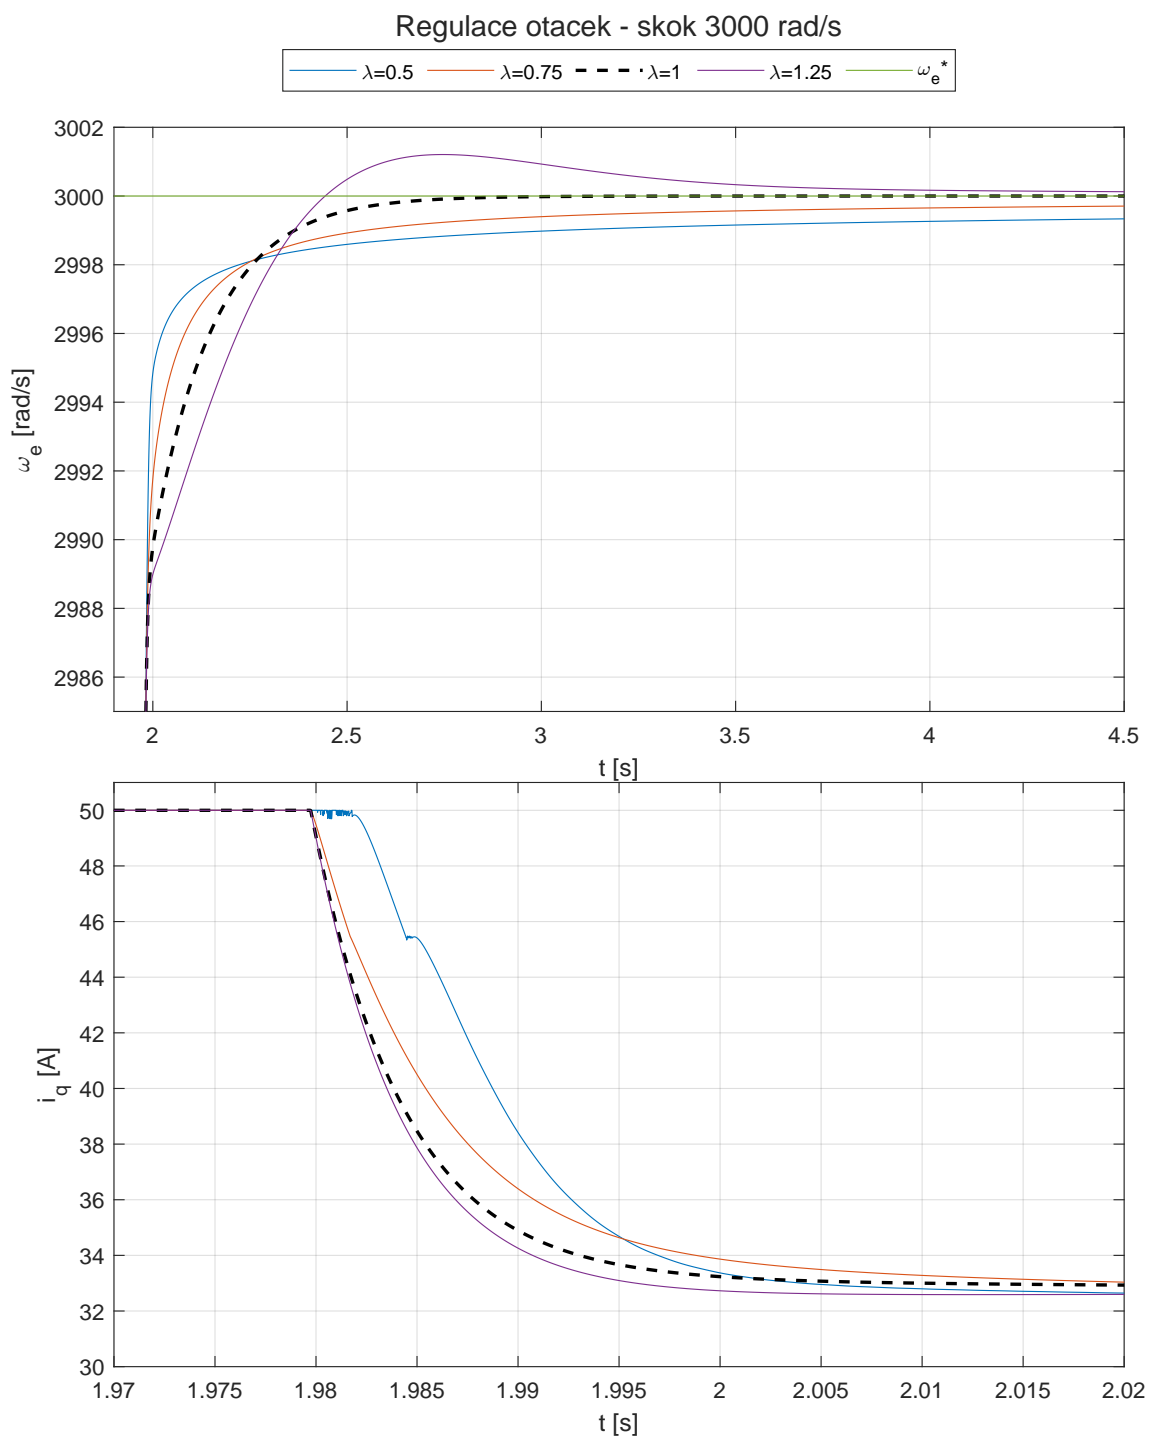 Regulace otacek - skok 3000 rad/s
λ=0.5 λ=0.75 λ=1 λ=1.25 ω_e*
3002
3000
2998
2996
2994
2992
2990
2988
2986
ω_e [rad/s]
2 2.5 3 3.5 4 4.5
t [s]
50
48
46
44
42
40
38
36
34
32
30
i_q [A]
1.97 1.975 1.98 1.985 1.99 1.995 2 2.005 2.01 2.015 2.02
t [s]